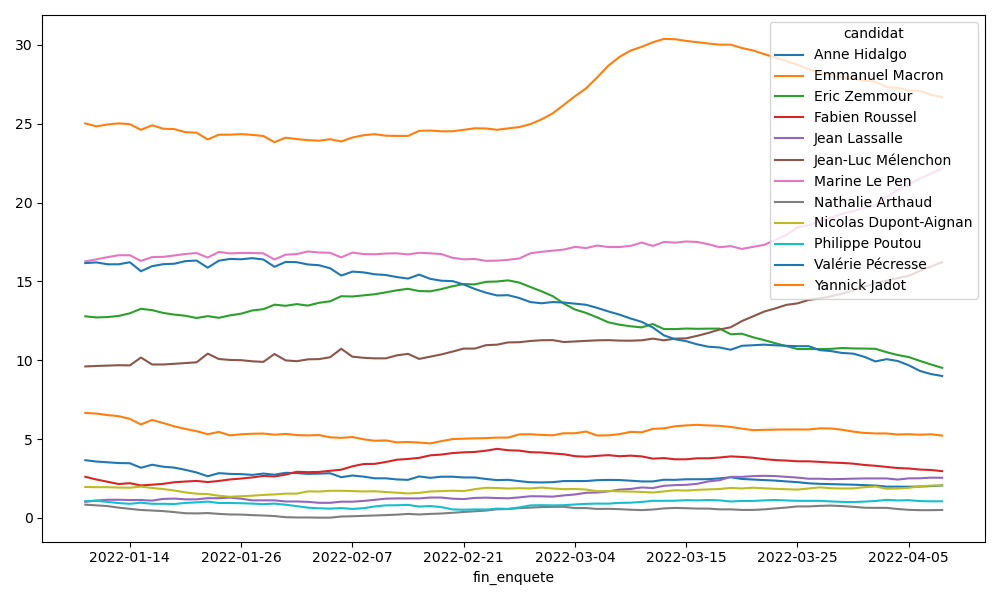 30
25
20
15
10
5
0
2022-01-14 2022-01-26 2022-02-07 2022-02-21 2022-03-04 2022-03-15 2022-03-25 2022-04-05
fin_enquete
candidat
Anne Hidalgo
Emmanuel Macron
Eric Zemmour
Fabien Roussel
Jean Lassalle
Jean-Luc Mélenchon
Marine Le Pen
Nathalie Arthaud
Nicolas Dupont-Aignan
Philippe Poutou
Valérie Pécresse
Yannick Jadot